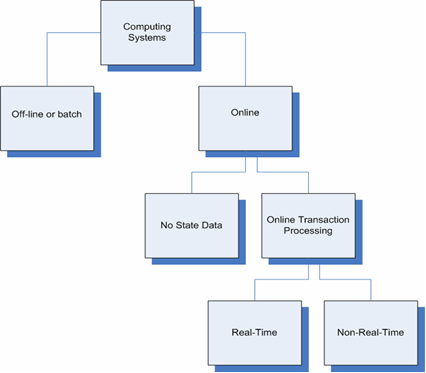 Computing
Systems
Off-line or batch
Online
No State Data
Online Transaction
Processing
Real-Time
Non-Real-Time